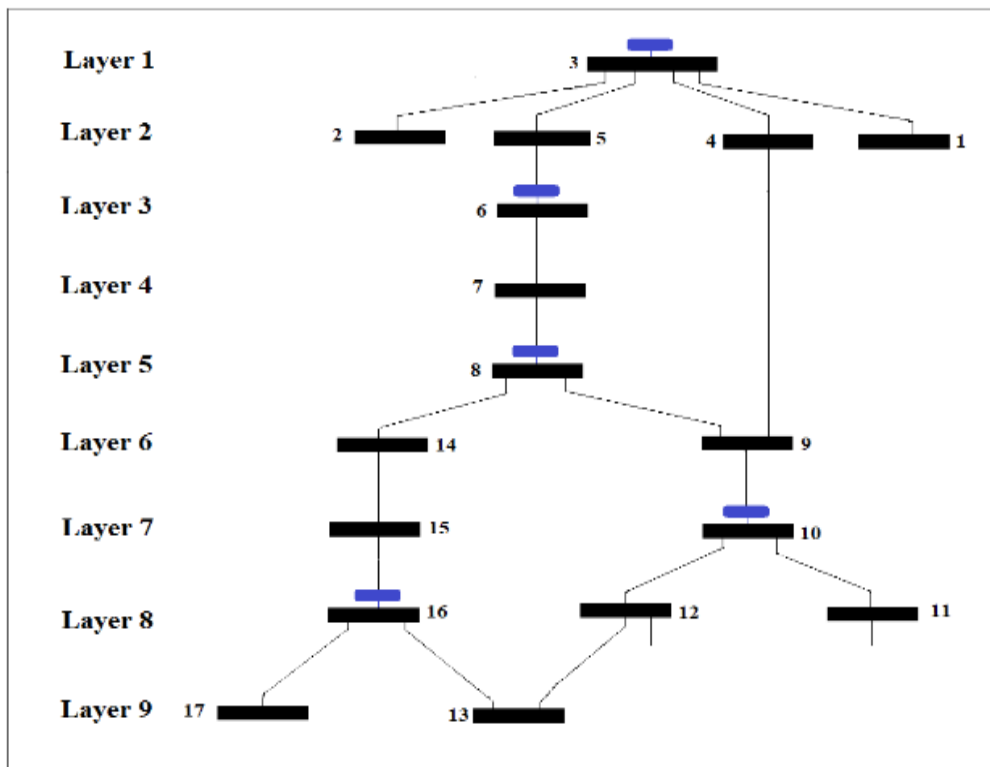 Layer 1 3
Layer 2 2 5 4 1
Layer 3 6
Layer 4 7
Layer 5 8
Layer 6 14 9
Layer 7 15 10
Layer 8 16 12 11
Layer 9 17 13